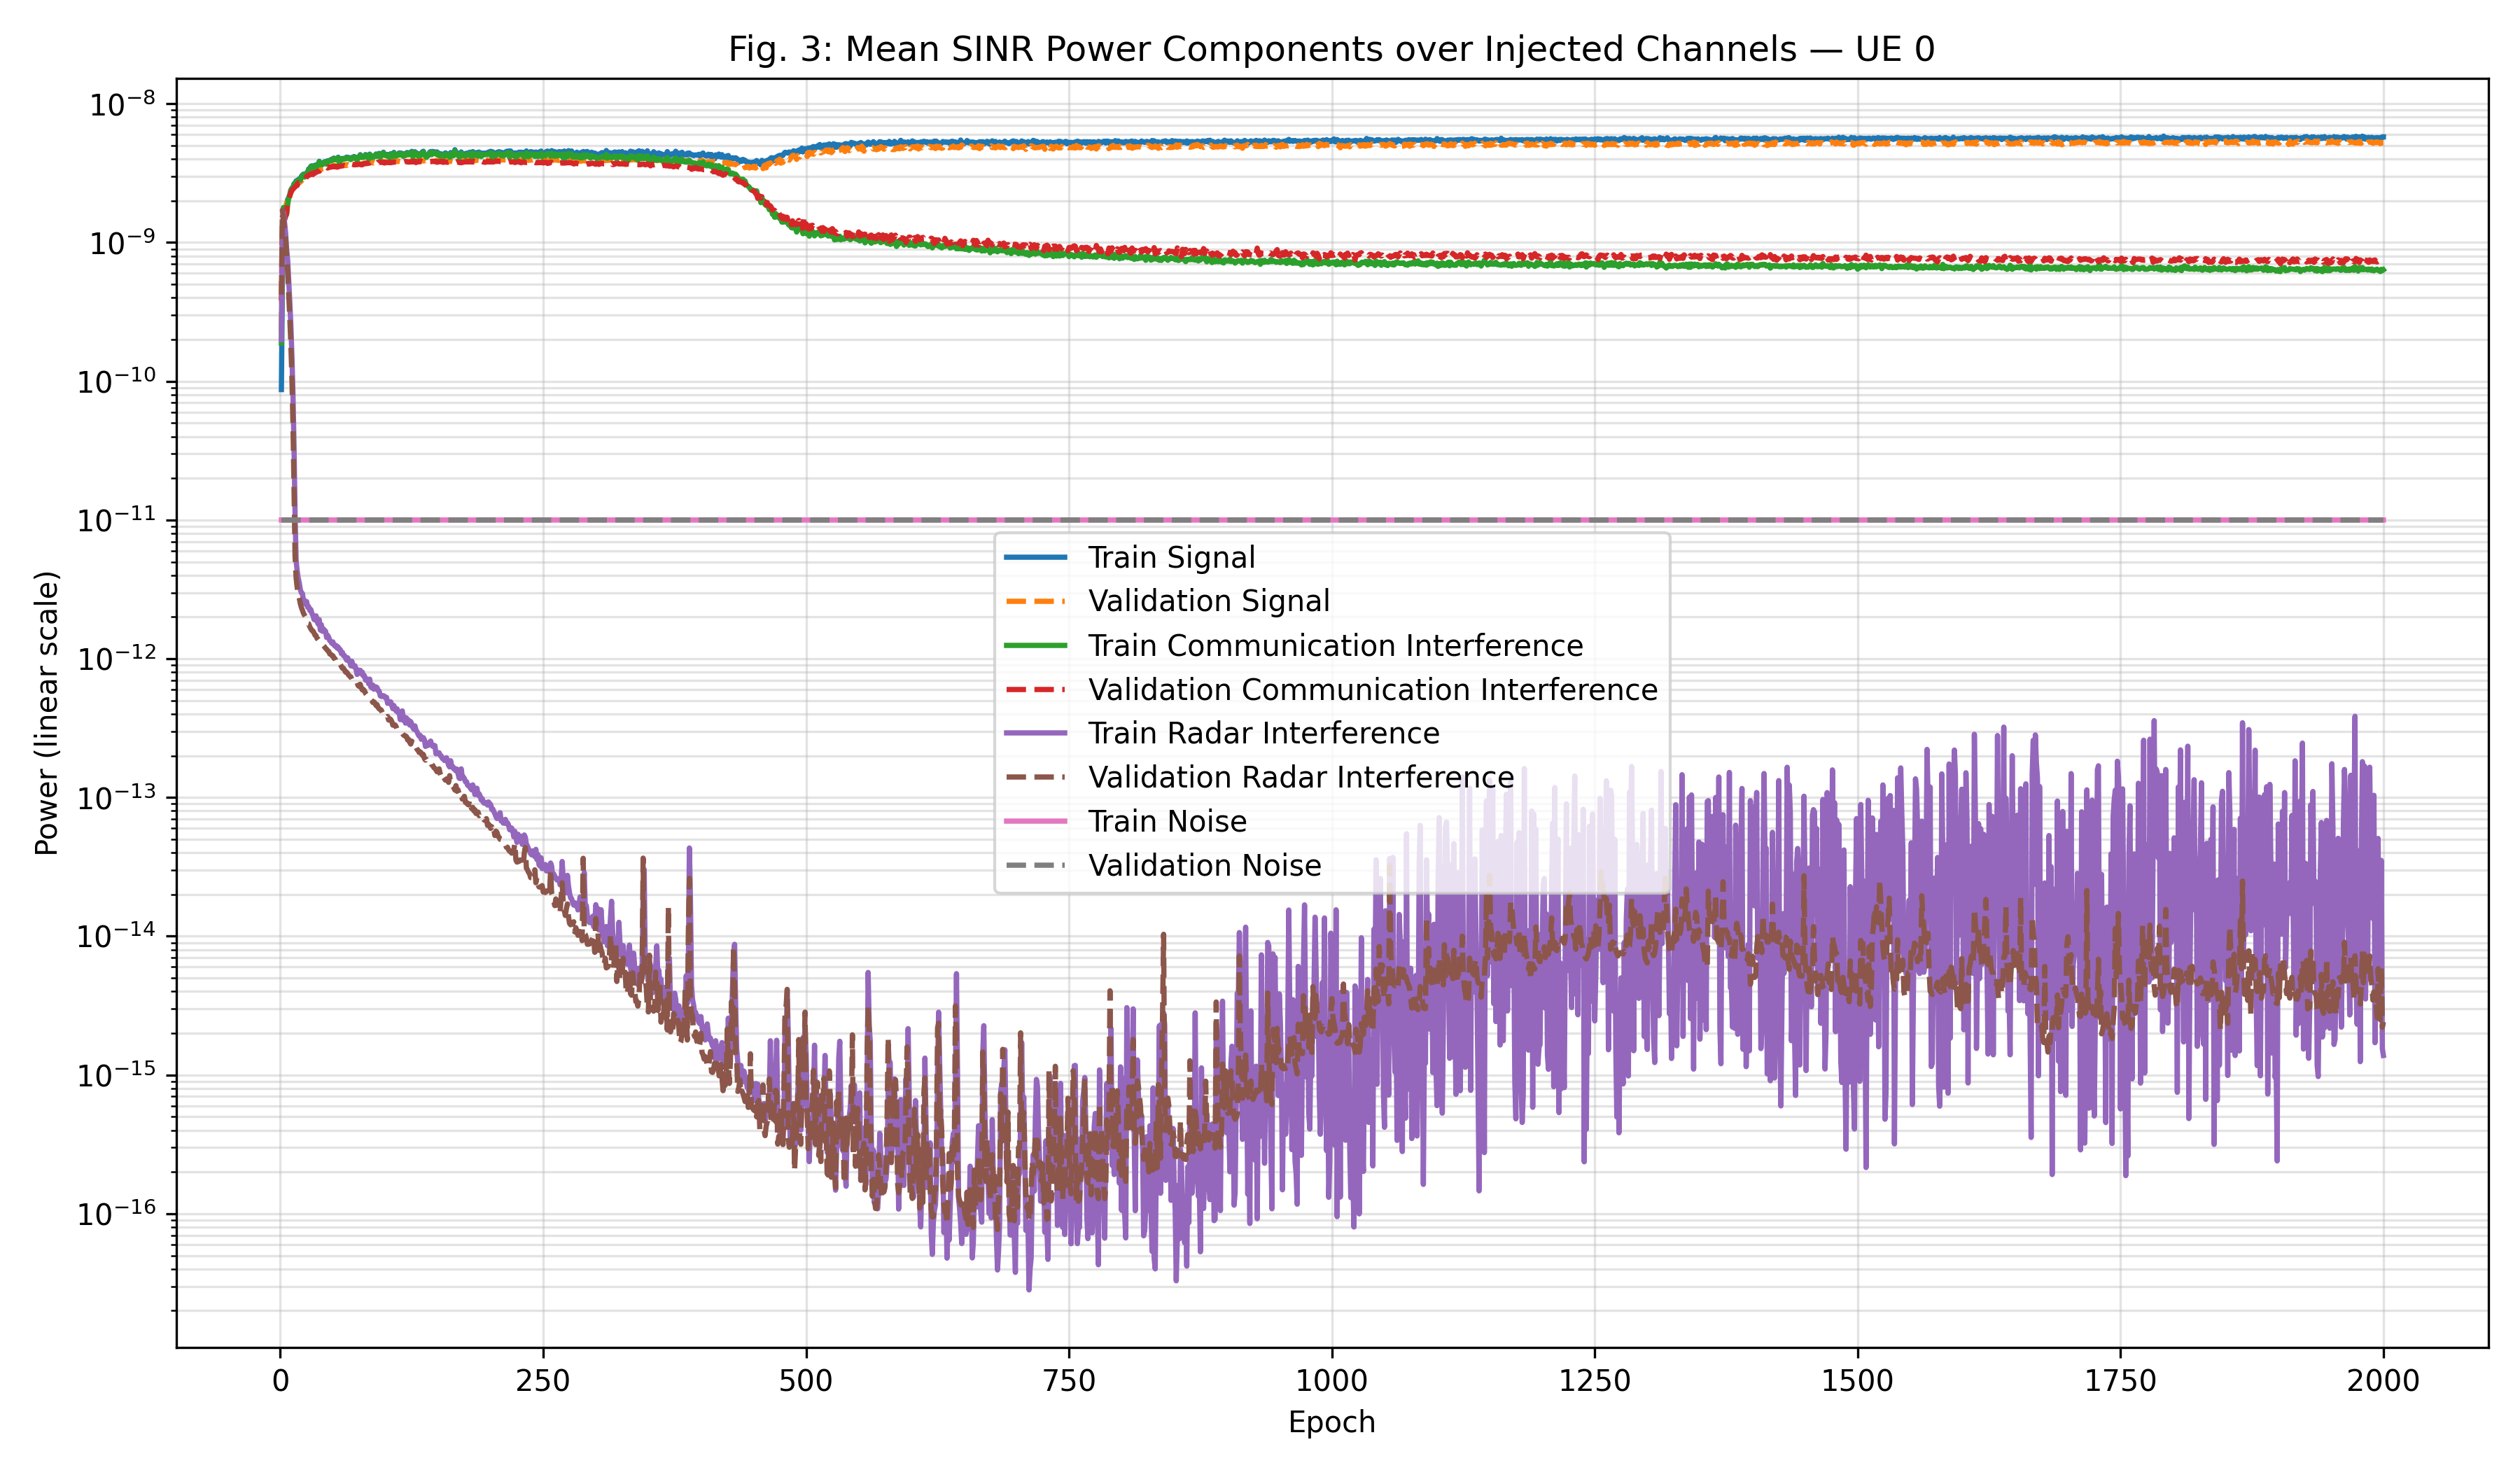 Fig. 3: Mean SINR Power Components over Injected Channels — UE 0
Power (linear scale)
10⁻⁸
10⁻⁹
10⁻¹⁰
10⁻¹¹
10⁻¹²
10⁻¹³
10⁻¹⁴
10⁻¹⁵
10⁻¹⁶
Train Signal
Validation Signal
Train Communication Interference
Validation Communication Interference
Train Radar Interference
Validation Radar Interference
Train Noise
Validation Noise
0 250 500 750 1000 1250 1500 1750 2000
Epoch